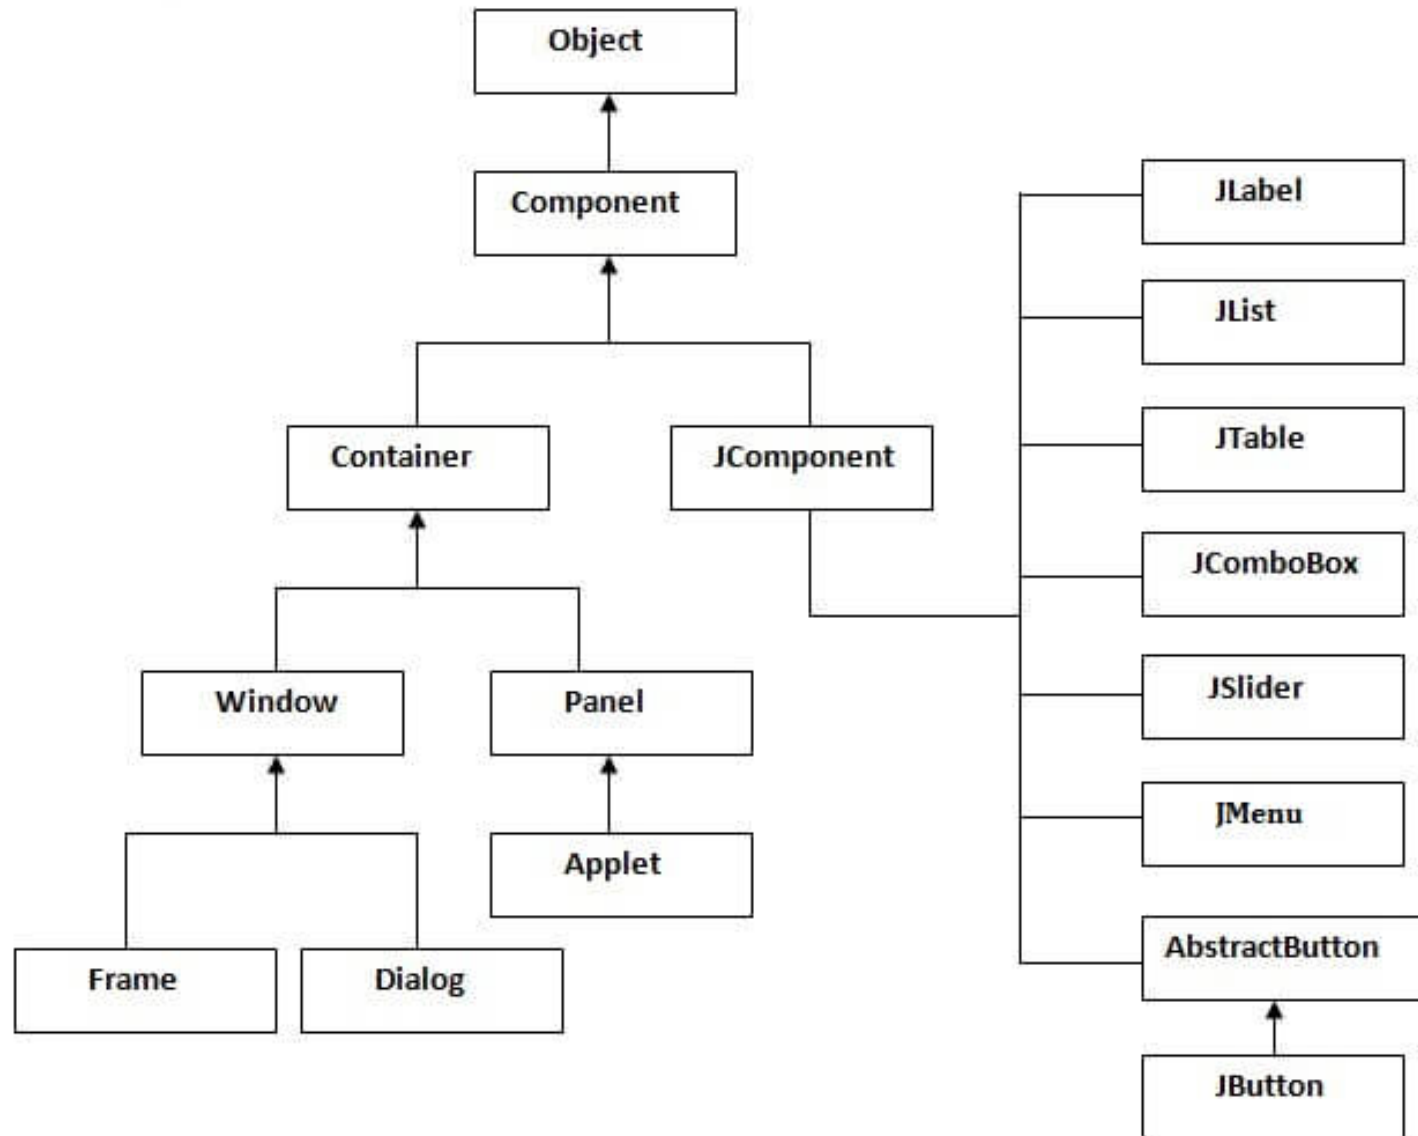 Object
Component
Container
JComponent
Window
Panel
Applet
Frame
Dialog
JLabel
JList
JTable
JComboBox
JSlider
JMenu
AbstractButton
JButton